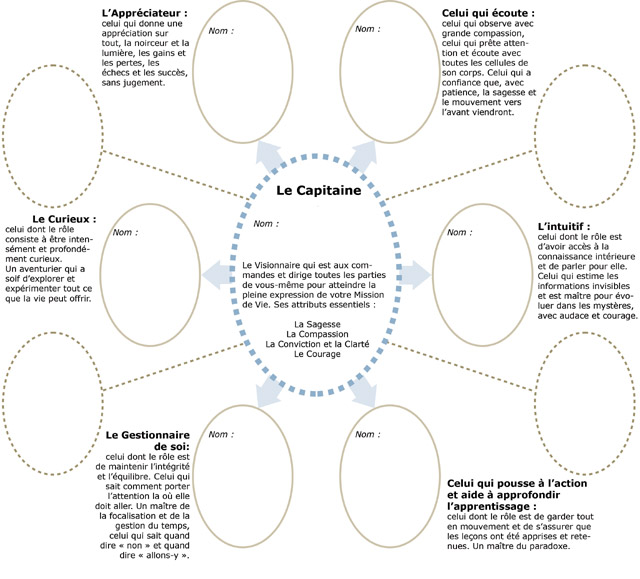 L'Appréciateur :
celui qui donne une
appréciation sur
tout, la noirceur et la
lumière, les gains et
les pertes, les
échecs et les succès,
sans jugement.
Nom :
Nom :
Celui qui écoute :
celui qui observe avec
grande compassion,
celui qui prête atten-
tion et écoute avec
toutes les cellules de
son corps. Celui qui a
confiance que, avec
patience, la sagesse et
le mouvement vers
l'avant viendront.
Le Curieux :
celui dont le rôle
consiste à être inten-
sément et profondé-
ment curieux.
Un aventurier qui a
soif d'explorer et
expérimenter tout ce
que la vie peut offrir.
Nom :
Le Capitaine
Nom :
Le Visionnaire qui est aux com-
mandes et dirige toutes les parties
de vous-même pour atteindre la
pleine expression de votre Mission
de Vie. Ses attributs essentiels :
La Sagesse
La Compassion
La Conviction et la Clarté
Le Courage
Nom :
L'intuitif :
celui dont le rôle est
d'avoir accès à la
connaissance intérieure
et de parler pour elle.
Celui qui estime les
informations invisibles
et est maître pour évo-
luer dans les mystères,
avec audace et courage.
Le Gestionnaire
de soi:
celui dont le rôle est
de maintenir l'intégrité
et l'équilibre. Celui qui
sait comment porter
l'attention là où elle
doit aller. Un maître de
la focalisation et de la
gestion du temps,
celui qui sait quand
dire « non » et quand
dire « allons-y ».
Nom :
Nom :
Celui qui pousse à l'action
et aide à approfondir
l'apprentissage :
celui dont le rôle est de garder tout
en mouvement et de s'assurer que
les leçons ont été apprises et rete-
nues. Un maître du paradoxe.